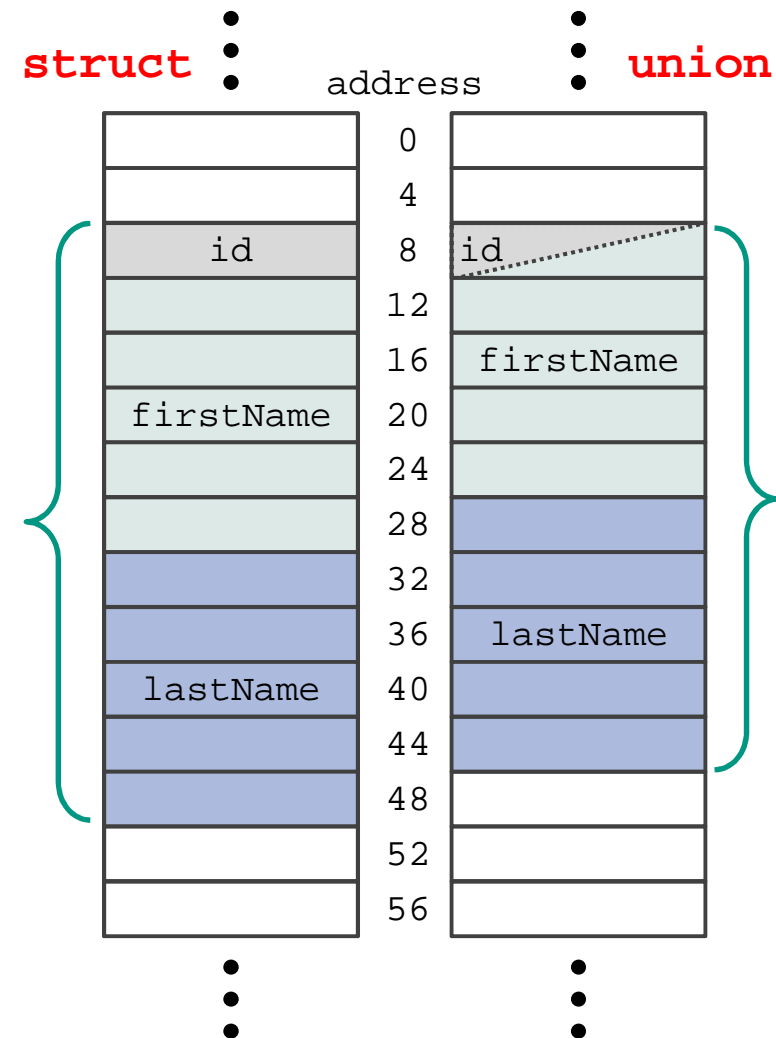 struct
address
union
0
4
id 8 id
12
16 firstName
firstName 20
24
28
32
36 lastName
lastName 40
44
48
52
56